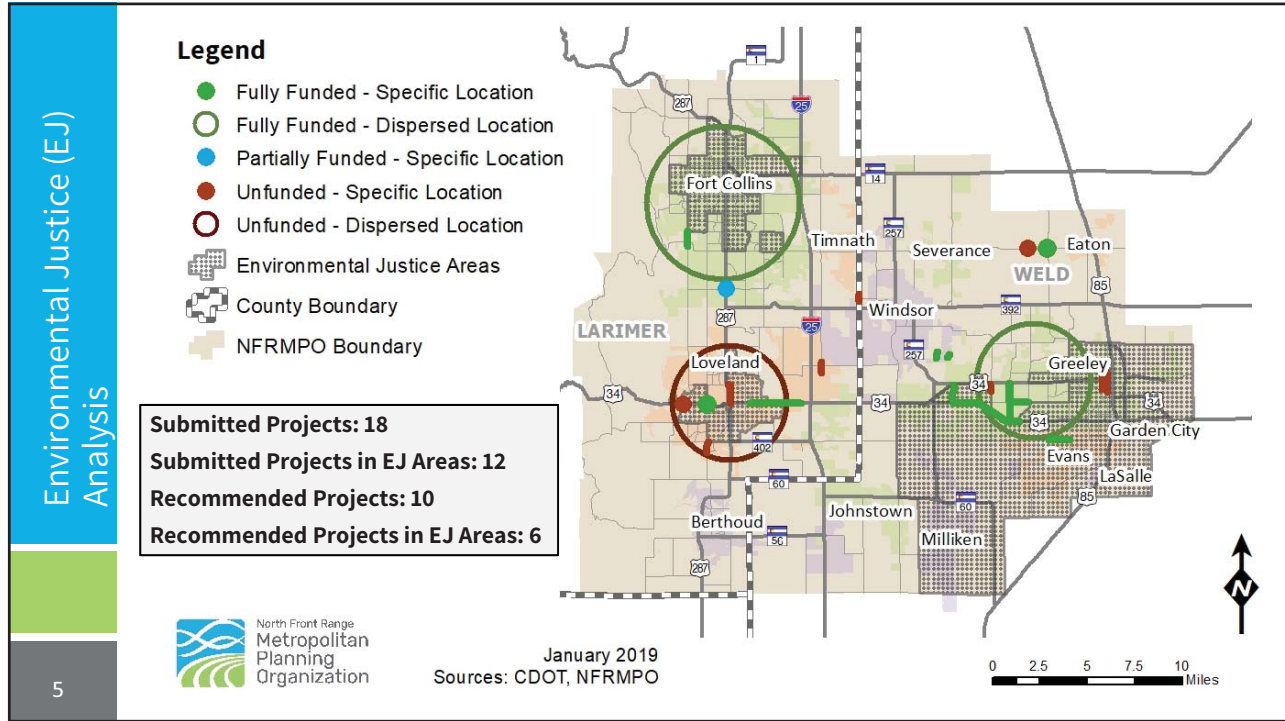 Environmental Justice (EJ)
Analysis
5
Legend
Fully Funded - Specific Location
Fully Funded - Dispersed Location
Partially Funded - Specific Location
Unfunded - Specific Location
Unfunded - Dispersed Location
Environmental Justice Areas
County Boundary
NFRMPO Boundary
Submitted Projects: 18
Submitted Projects in EJ Areas: 12
Recommended Projects: 10
Recommended Projects in EJ Areas: 6
North Front Range
Metropolitan
Planning
Organization
January 2019
Sources: CDOT, NFRMPO
1
287
25
Fort Collins
14
Timnath
257
Severance
Eaton
WELD
85
287
Windsor
392
LARIMER
25
257
Loveland
Greeley
34
34
34
34
34
Garden City
402
Evans
LaSalle
60
85
Berthoud
Johnstown
60
56
Milliken
287
N
0 2.5 5 7.5 10
Miles